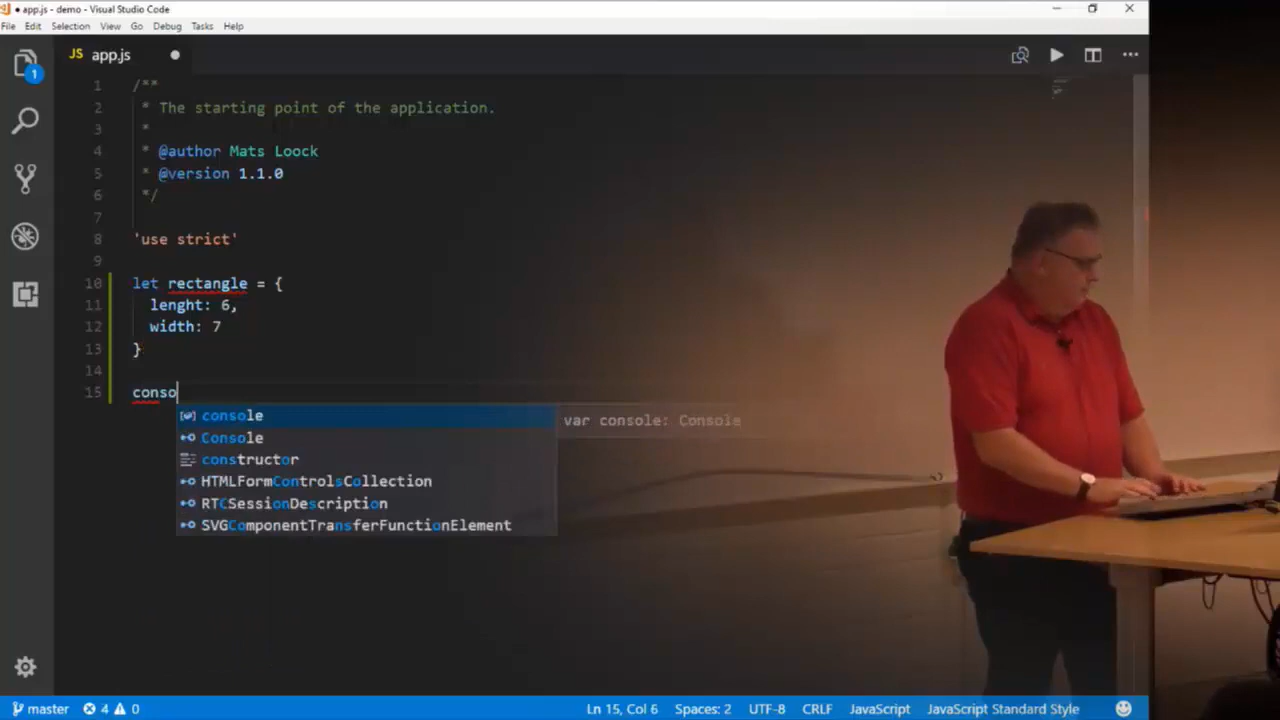 app.js - demo - Visual Studio Code
File Edit Selection View Go Debug Tasks Help
JS app.js
1
1 /**
2 * The starting point of the application.
3 *
4 * @author Mats Loock
5 * @version 1.1.0
6 */
7
8 'use strict'
9
10 let rectangle = {
11 lenght: 6,
12 width: 7
13 }
14
15 conso
console
var console: Console
Console
constructor
HTMLFormControlsCollection
RTCSessionDescription
SVGComponentTransferFunctionElement
master 4 0 Ln 15, Col 6 Spaces: 2 UTF-8 CRLF JavaScript JavaScript Standard Style